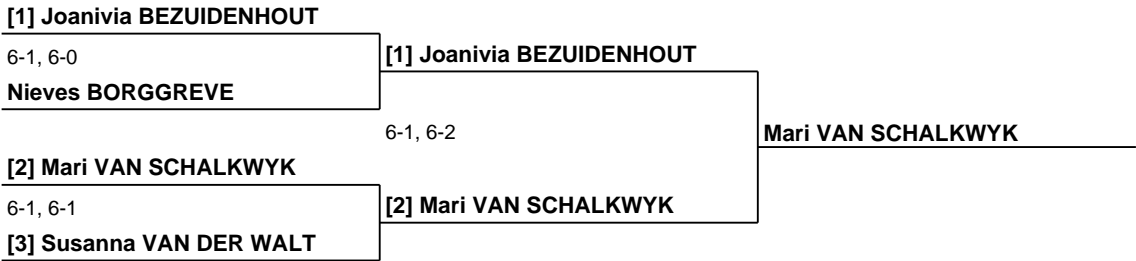 [1] Joanivia BEZUIDENHOUT
6-1, 6-0
[1] Joanivia BEZUIDENHOUT
Nieves BORGGREVE
6-1, 6-2
Mari VAN SCHALKWYK
[2] Mari VAN SCHALKWYK
6-1, 6-1
[2] Mari VAN SCHALKWYK
[3] Susanna VAN DER WALT